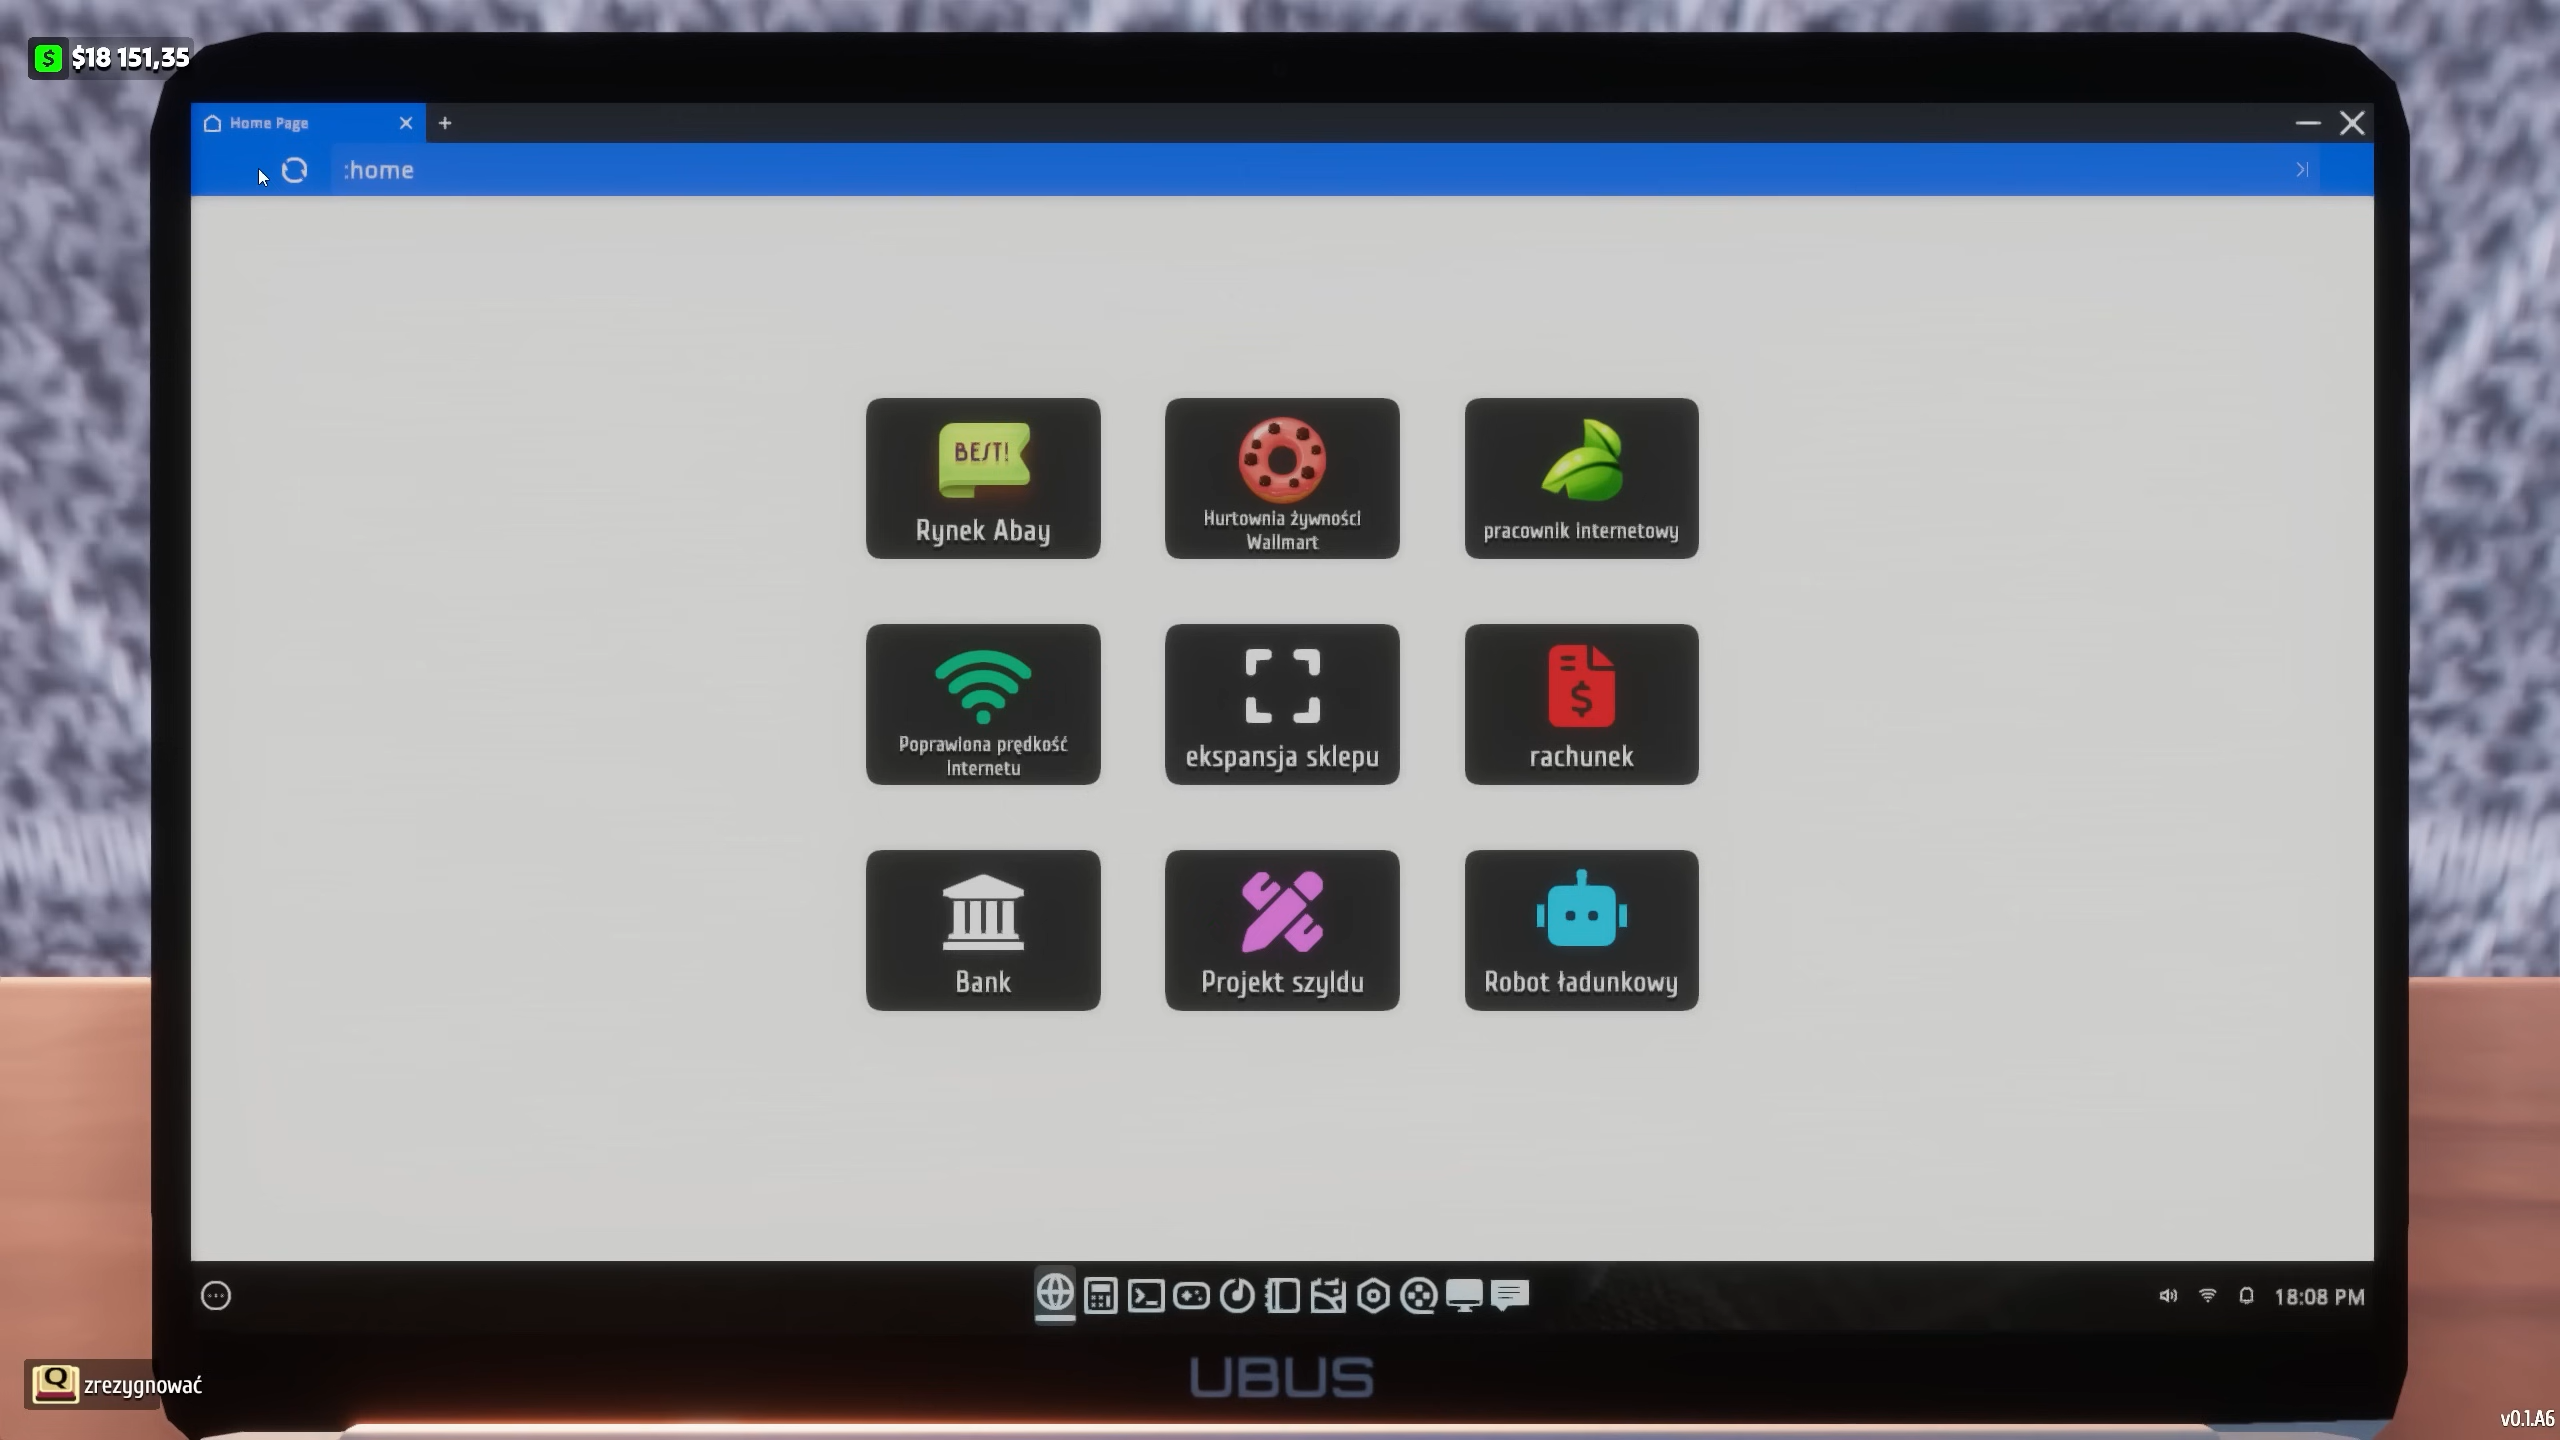 $18 151,35
Home Page
:home
BEST!
Rynek Abay
Hurtownia żywności
Wallmart
pracownik internetowy
Poprawiona prędkość
Internetu
ekspansja sklepu
rachunek
Bank
Projekt szyldu
Robot ładunkowy
18:08 PM
UBUS
Q zrezygnować
v0.1.A6